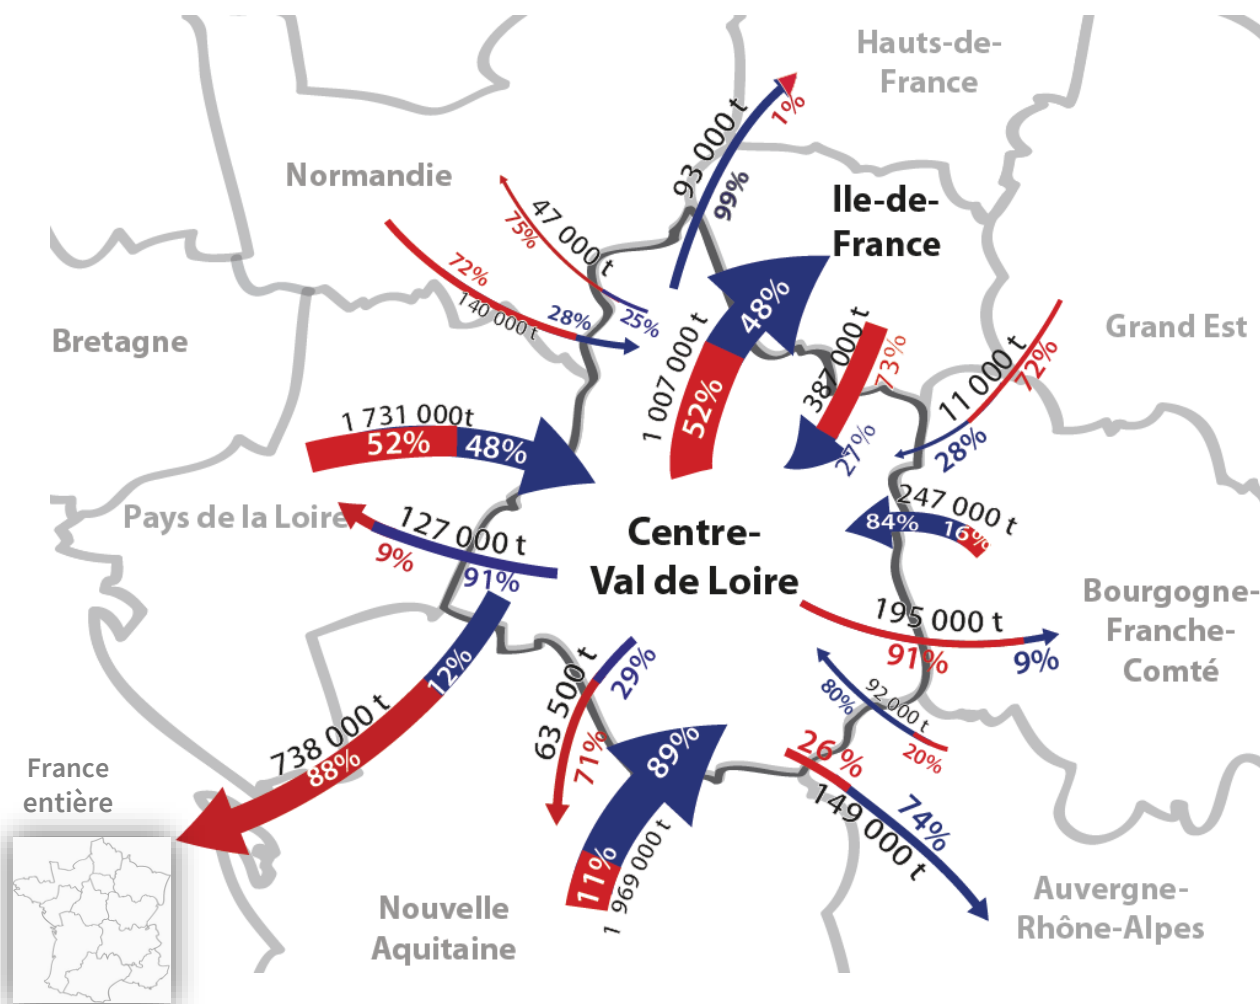 Hauts-de-
France
Normandie
93 000 t
1%
99%
47 000 t
75%
25%
72%
140 000 t
28%
Ile-de-
France
Bretagne
Grand Est
1 007 000 t
48%
52%
387 000 t
73%
27%
11 000 t
72%
28%
1 731 000t
52%
48%
Pays de la Loire
127 000 t
9%
91%
Centre-
Val de Loire
247 000 t
84%
16%
195 000 t
91%
9%
Bourgogne-
Franche-
Comté
12%
738 000 t
88%
63 500 t
29%
71%
92 000 t
80%
20%
89%
11%
1 969 000 t
26 %
149 000 t
74%
France
entière
Nouvelle
Aquitaine
Auvergne-
Rhône-Alpes